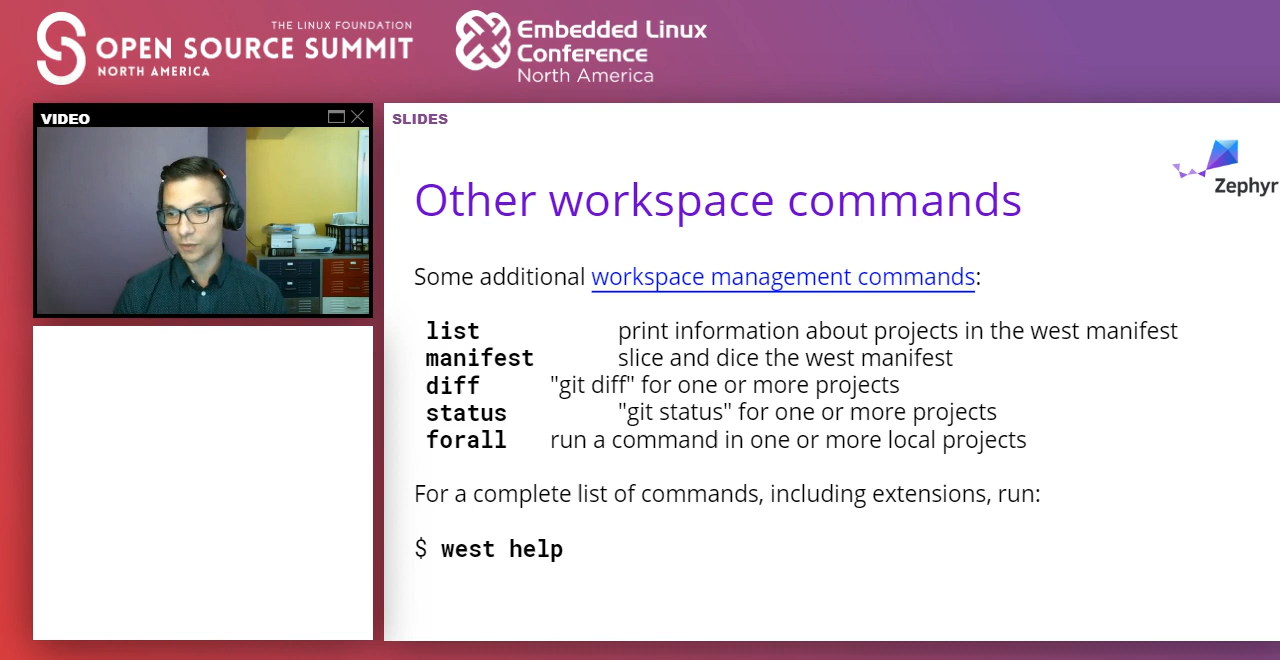 THE LINUX FOUNDATION
OPEN SOURCE SUMMIT
NORTH AMERICA
Embedded Linux
Conference
North America
VIDEO
SLIDES
Zephyr
Other workspace commands
Some additional workspace management commands:
list print information about projects in the west manifest
manifest slice and dice the west manifest
diff "git diff" for one or more projects
status "git status" for one or more projects
forall run a command in one or more local projects
For a complete list of commands, including extensions, run:
$ west help